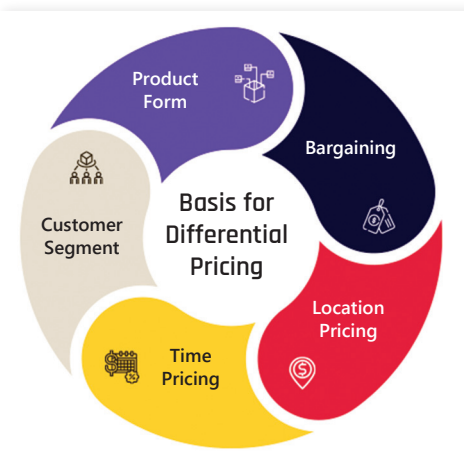 Product
Form
Bargaining
Customer
Segment
Basis for
Differential
Pricing
Location
Pricing
Time
Pricing